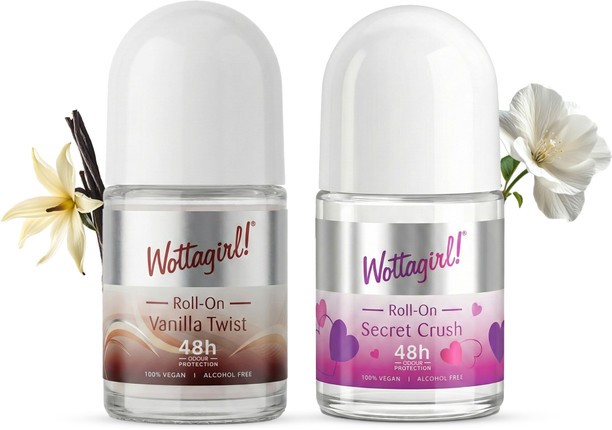 Wottagirl!®
Roll-On
Vanilla Twist
48h
ODOUR
PROTECTION
100% VEGAN | ALCOHOL FREE
Wottagirl!®
Roll-On
Secret Crush
48h
ODOUR
PROTECTION
100% VEGAN | ALCOHOL FREE